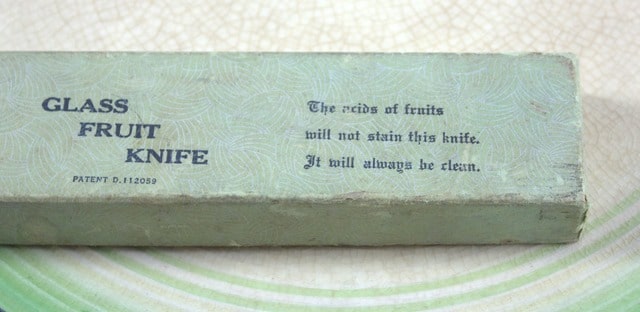 GLASS
FRUIT
KNIFE
PATENT D.112059
The acids of fruits
will not stain this knife.
It will always be clean.